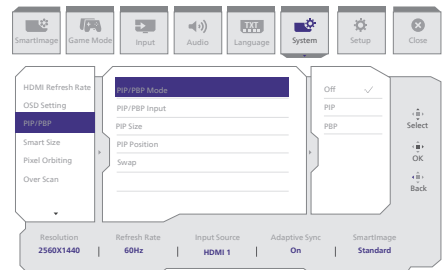 SmartImage
Game Mode
Input
Audio
TXT
Language
System
Setup
Close
HDMI Refresh Rate
OSD Setting
PIP/PBP
Smart Size
Pixel Orbiting
Over Scan
PIP/PBP Mode
PIP/PBP Input
PIP Size
PIP Position
Swap
Off
PIP
PBP
Select
OK
Back
Resolution
2560X1440
Refresh Rate
60Hz
Input Source
HDMI 1
Adaptive Sync
On
SmartImage
Standard